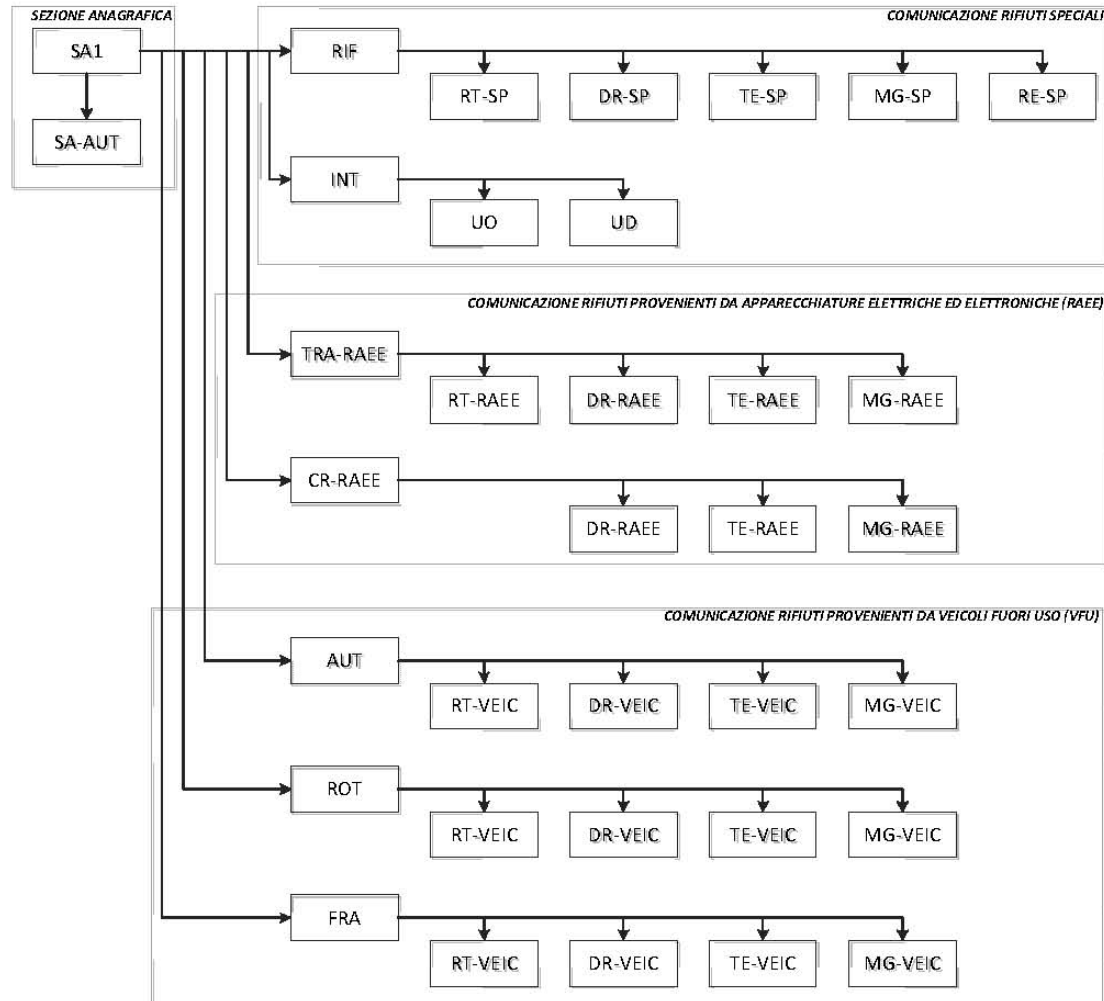 SEZIONE ANAGRAFICA
SA1
SA-AUT
COMUNICAZIONE RIFIUTI SPECIALI
RIF
RT-SP
DR-SP
TE-SP
MG-SP
RE-SP
INT
UO
UD
COMUNICAZIONE RIFIUTI PROVENIENTI DA APPARECCHIATURE ELETTRICHE ED ELETTRONICHE (RAEE)
TRA-RAEE
RT-RAEE
DR-RAEE
TE-RAEE
MG-RAEE
CR-RAEE
DR-RAEE
TE-RAEE
MG-RAEE
COMUNICAZIONE RIFIUTI PROVENIENTI DA VEICOLI FUORI USO (VFU)
AUT
RT-VEIC
DR-VEIC
TE-VEIC
MG-VEIC
ROT
RT-VEIC
DR-VEIC
TE-VEIC
MG-VEIC
FRA
RT-VEIC
DR-VEIC
TE-VEIC
MG-VEIC